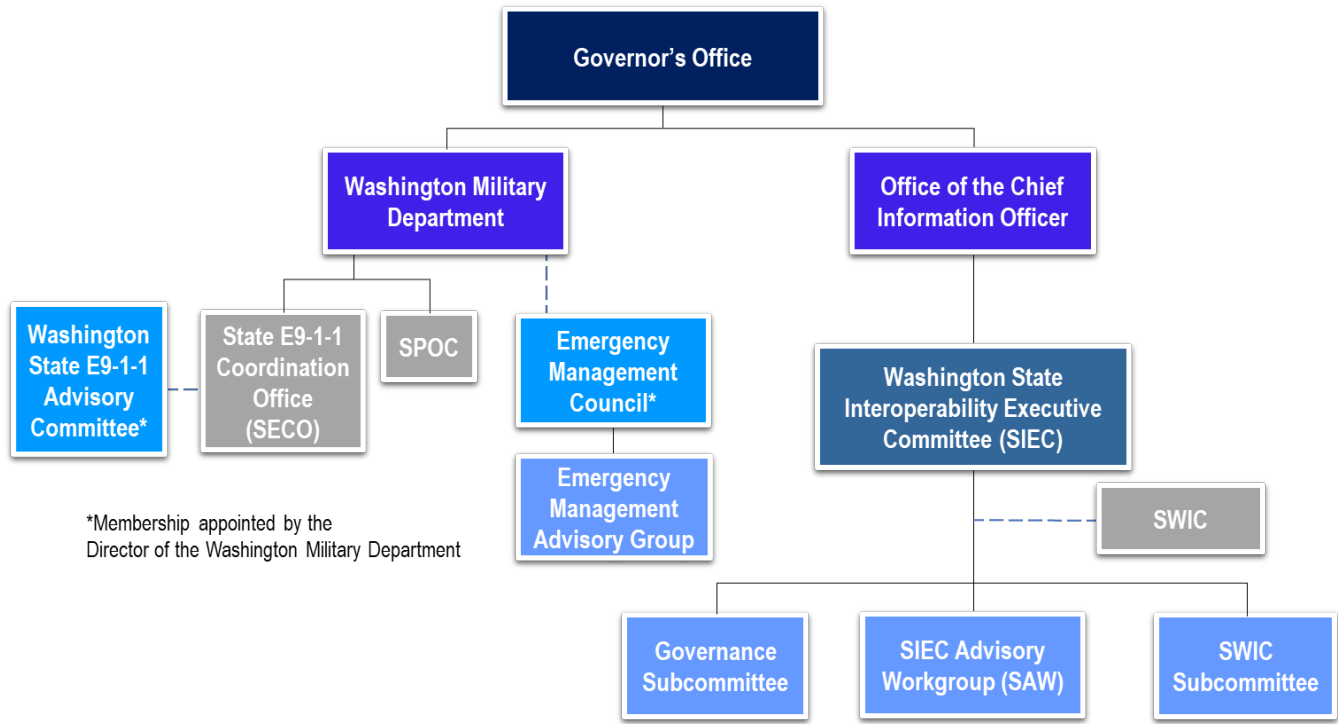 Governor’s Office
Washington Military
Department
Office of the Chief
Information Officer
Washington
State E9-1-1
Advisory
Committee*
State E9-1-1
Coordination
Office
(SECO)
SPOC
Emergency
Management
Council*
Washington State
Interoperability Executive
Committee (SIEC)
Emergency
Management
Advisory Group
SWIC
*Membership appointed by the
Director of the Washington Military Department
Governance
Subcommittee
SIEC Advisory
Workgroup (SAW)
SWIC
Subcommittee